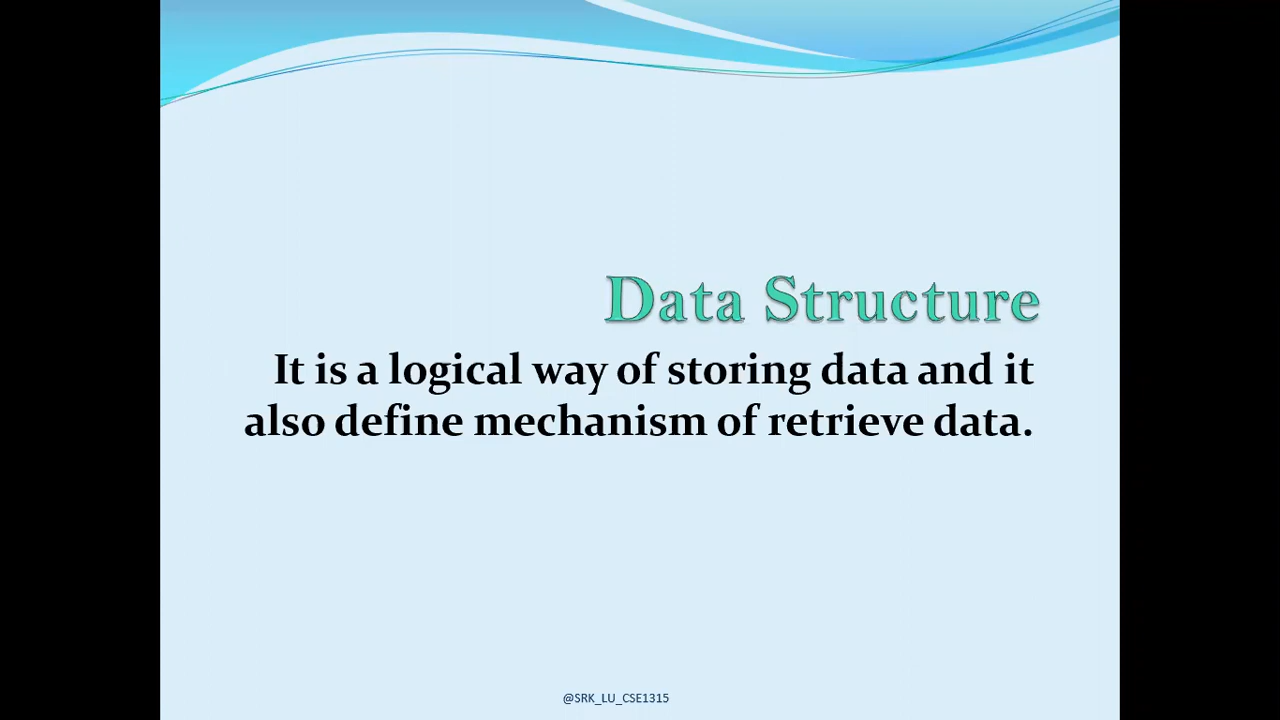 Data Structure
It is a logical way of storing data and it
also define mechanism of retrieve data.
@SRK_LU_CSE1315